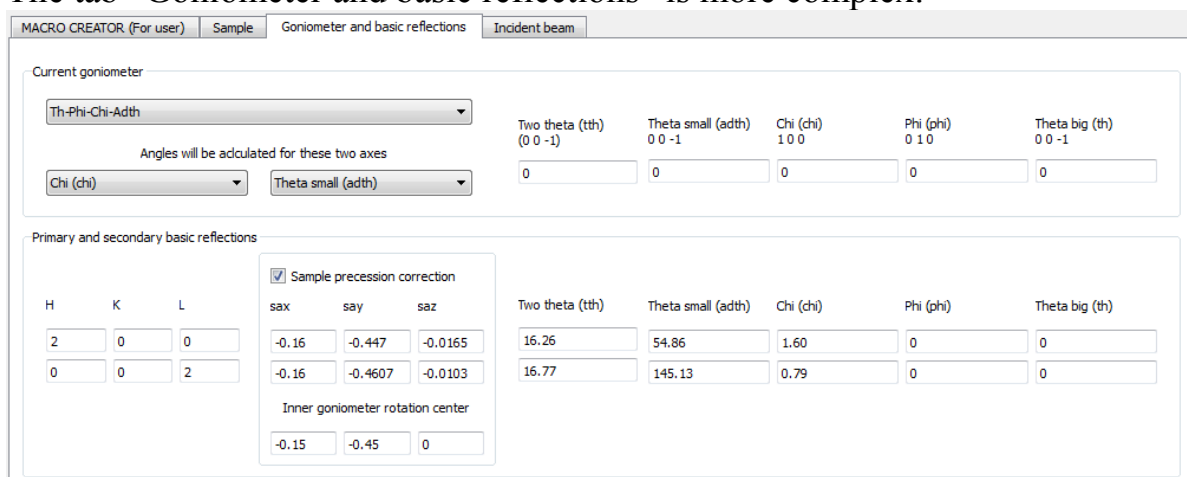 The tab "Goniometer and basic reflections" is more complex.
MACRO CREATOR (For user) Sample Goniometer and basic reflections Incident beam
Current goniometer
Th-Phi-Chi-Adth
Two theta (tth) Theta small (adth) Chi (chi) Phi (phi) Theta big (th)
(0 0 -1) 0 0 -1 1 0 0 0 1 0 0 0 -1
Angles will be adculated for these two axes
0 0 0 0 0
Chi (chi) Theta small (adth)
Primary and secondary basic reflections
Sample precession correction
H K L sax say saz Two theta (tth) Theta small (adth) Chi (chi) Phi (phi) Theta big (th)
2 0 0 -0.16 -0.447 -0.0165 16.26 54.86 1.60 0 0
0 0 2 -0.16 -0.4607 -0.0103 16.77 145.13 0.79 0 0
Inner goniometer rotation center
-0.15 -0.45 0